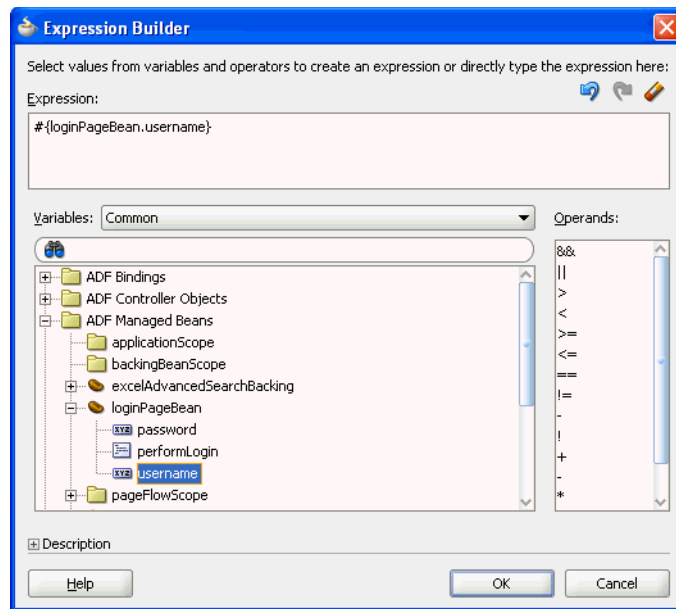 Expression Builder
Select values from variables and operators to create an expression or directly type the expression here:
Expression:
#{loginPageBean.username}
Variables: Common
Operands:
ADF Bindings
ADF Controller Objects
ADF Managed Beans
applicationScope
backingBeanScope
excelAdvancedSearchBacking
loginPageBean
xyz password
performLogin
xyz username
pageFlowScope
&&
||
>
<
>=
<=
==
!=
-
!
+
-
*
Description
Help
OK
Cancel